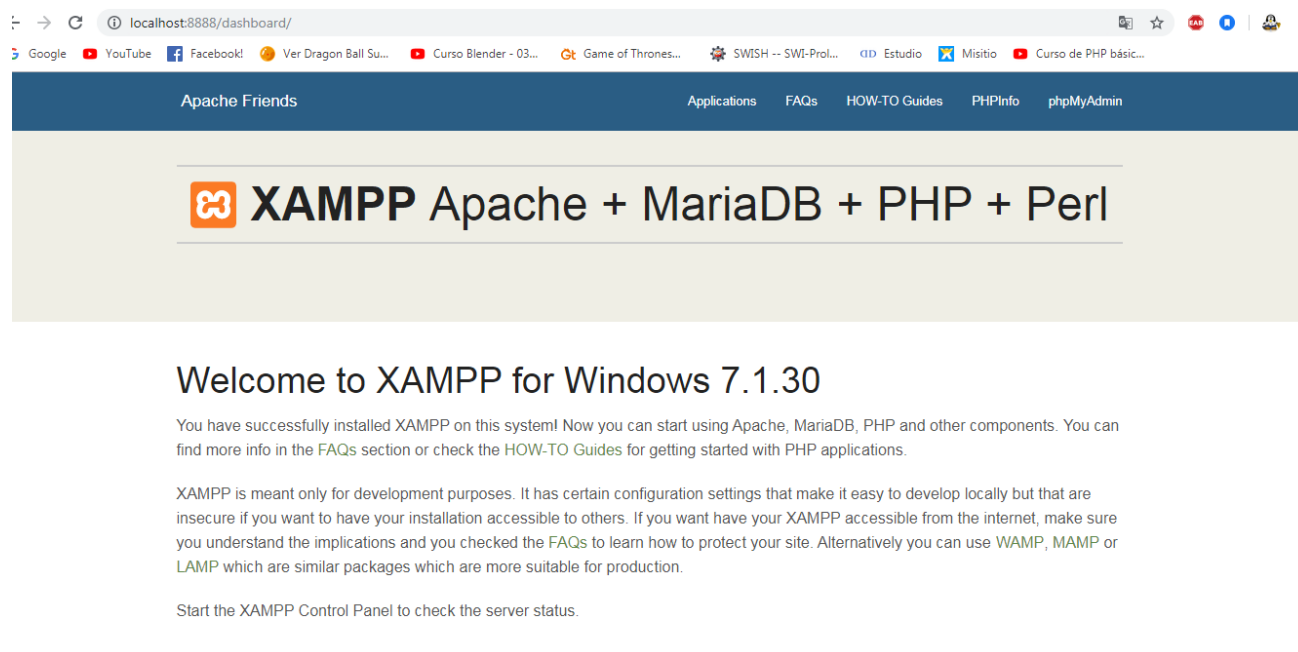 localhost:8888/dashboard/
Google YouTube Facebook! Ver Dragon Ball Su... Curso Blender - 03... Gt Game of Thrones... SWISH -- SWI-Prol... Estudio Misitio Curso de PHP básic...
Apache Friends Applications FAQs HOW-TO Guides PHPInfo phpMyAdmin
XAMPP Apache + MariaDB + PHP + Perl
Welcome to XAMPP for Windows 7.1.30
You have successfully installed XAMPP on this system! Now you can start using Apache, MariaDB, PHP and other components. You can
find more info in the FAQs section or check the HOW-TO Guides for getting started with PHP applications.
XAMPP is meant only for development purposes. It has certain configuration settings that make it easy to develop locally but that are
insecure if you want to have your installation accessible to others. If you want have your XAMPP accessible from the internet, make sure
you understand the implications and you checked the FAQs to learn how to protect your site. Alternatively you can use WAMP, MAMP or
LAMP which are similar packages which are more suitable for production.
Start the XAMPP Control Panel to check the server status.